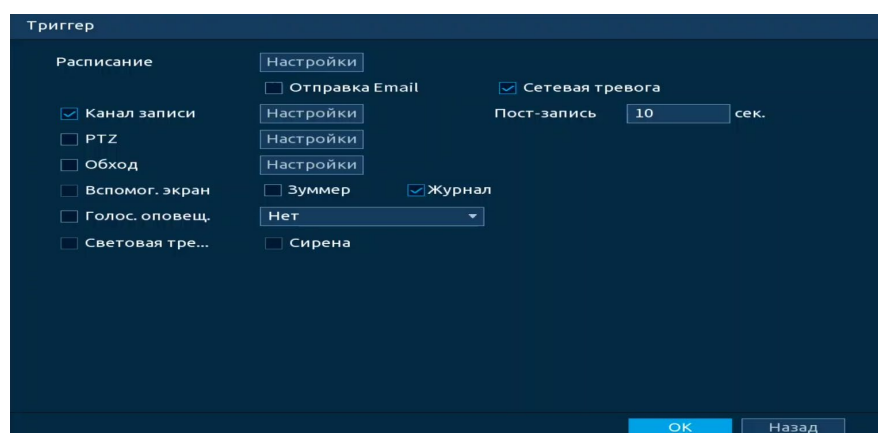 Триггер
Расписание Настройки
Отправка Email Сетевая тревога
Канал записи Настройки Пост-запись 10 сек.
PTZ Настройки
Обход Настройки
Вспомог. экран Зуммер Журнал
Голос. оповещ. Нет
Световая тре... Сирена
OK Назад